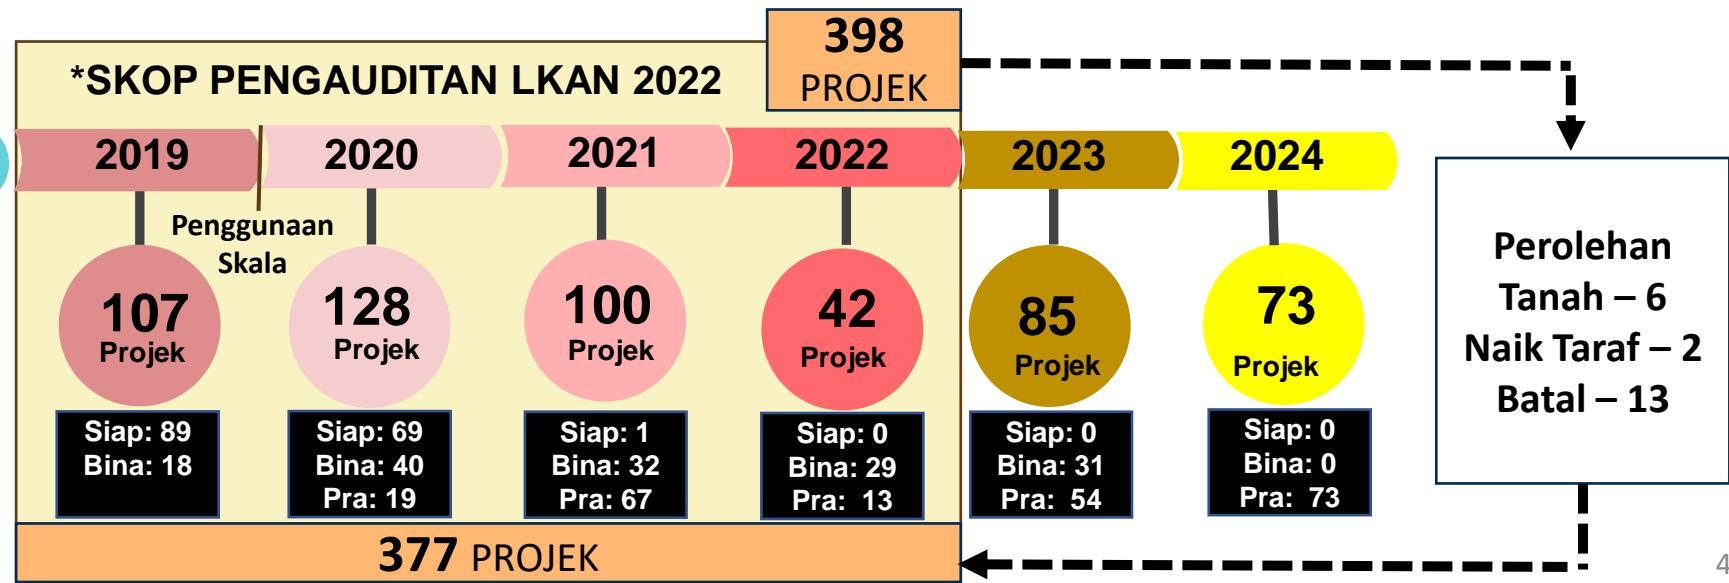 398
PROJEK
*SKOP PENGAUDITAN LKAN 2022
2019
2020
2021
2022
2023
2024
Penggunaan
Skala
107
Projek
128
Projek
100
Projek
42
Projek
85
Projek
73
Projek
Siap: 89
Bina: 18
Siap: 69
Bina: 40
Pra: 19
Siap: 1
Bina: 32
Pra: 67
Siap: 0
Bina: 29
Pra: 13
Siap: 0
Bina: 31
Pra: 54
Siap: 0
Bina: 0
Pra: 73
Perolehan
Tanah – 6
Naik Taraf – 2
Batal – 13
377 PROJEK
4